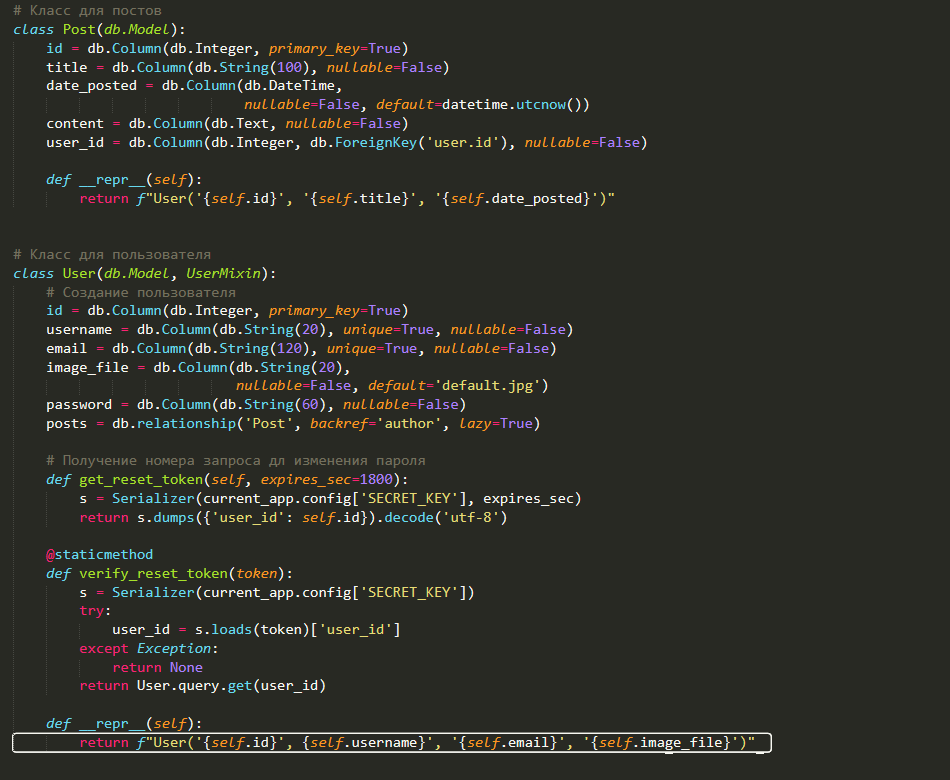 # Класс для постов
class Post(db.Model):
    id = db.Column(db.Integer, primary_key=True)
    title = db.Column(db.String(100), nullable=False)
    date_posted = db.Column(db.DateTime,
                            nullable=False, default=datetime.utcnow())
    content = db.Column(db.Text, nullable=False)
    user_id = db.Column(db.Integer, db.ForeignKey('user.id'), nullable=False)
    def __repr__(self):
        return f"User('{self.id}', '{self.title}', '{self.date_posted}')"
# Класс для пользователя
class User(db.Model, UserMixin):
    # Создание пользователя
    id = db.Column(db.Integer, primary_key=True)
    username = db.Column(db.String(20), unique=True, nullable=False)
    email = db.Column(db.String(120), unique=True, nullable=False)
    image_file = db.Column(db.String(20),
                           nullable=False, default='default.jpg')
    password = db.Column(db.String(60), nullable=False)
    posts = db.relationship('Post', backref='author', lazy=True)
    # Получение номера запроса дл изменения пароля
    def get_reset_token(self, expires_sec=1800):
        s = Serializer(current_app.config['SECRET_KEY'], expires_sec)
        return s.dumps({'user_id': self.id}).decode('utf-8')
    @staticmethod
    def verify_reset_token(token):
        s = Serializer(current_app.config['SECRET_KEY'])
        try:
            user_id = s.loads(token)['user_id']
        except Exception:
            return None
        return User.query.get(user_id)
    def __repr__(self):
        return f"User('{self.id}', {self.username}', '{self.email}', '{self.image_file}')"